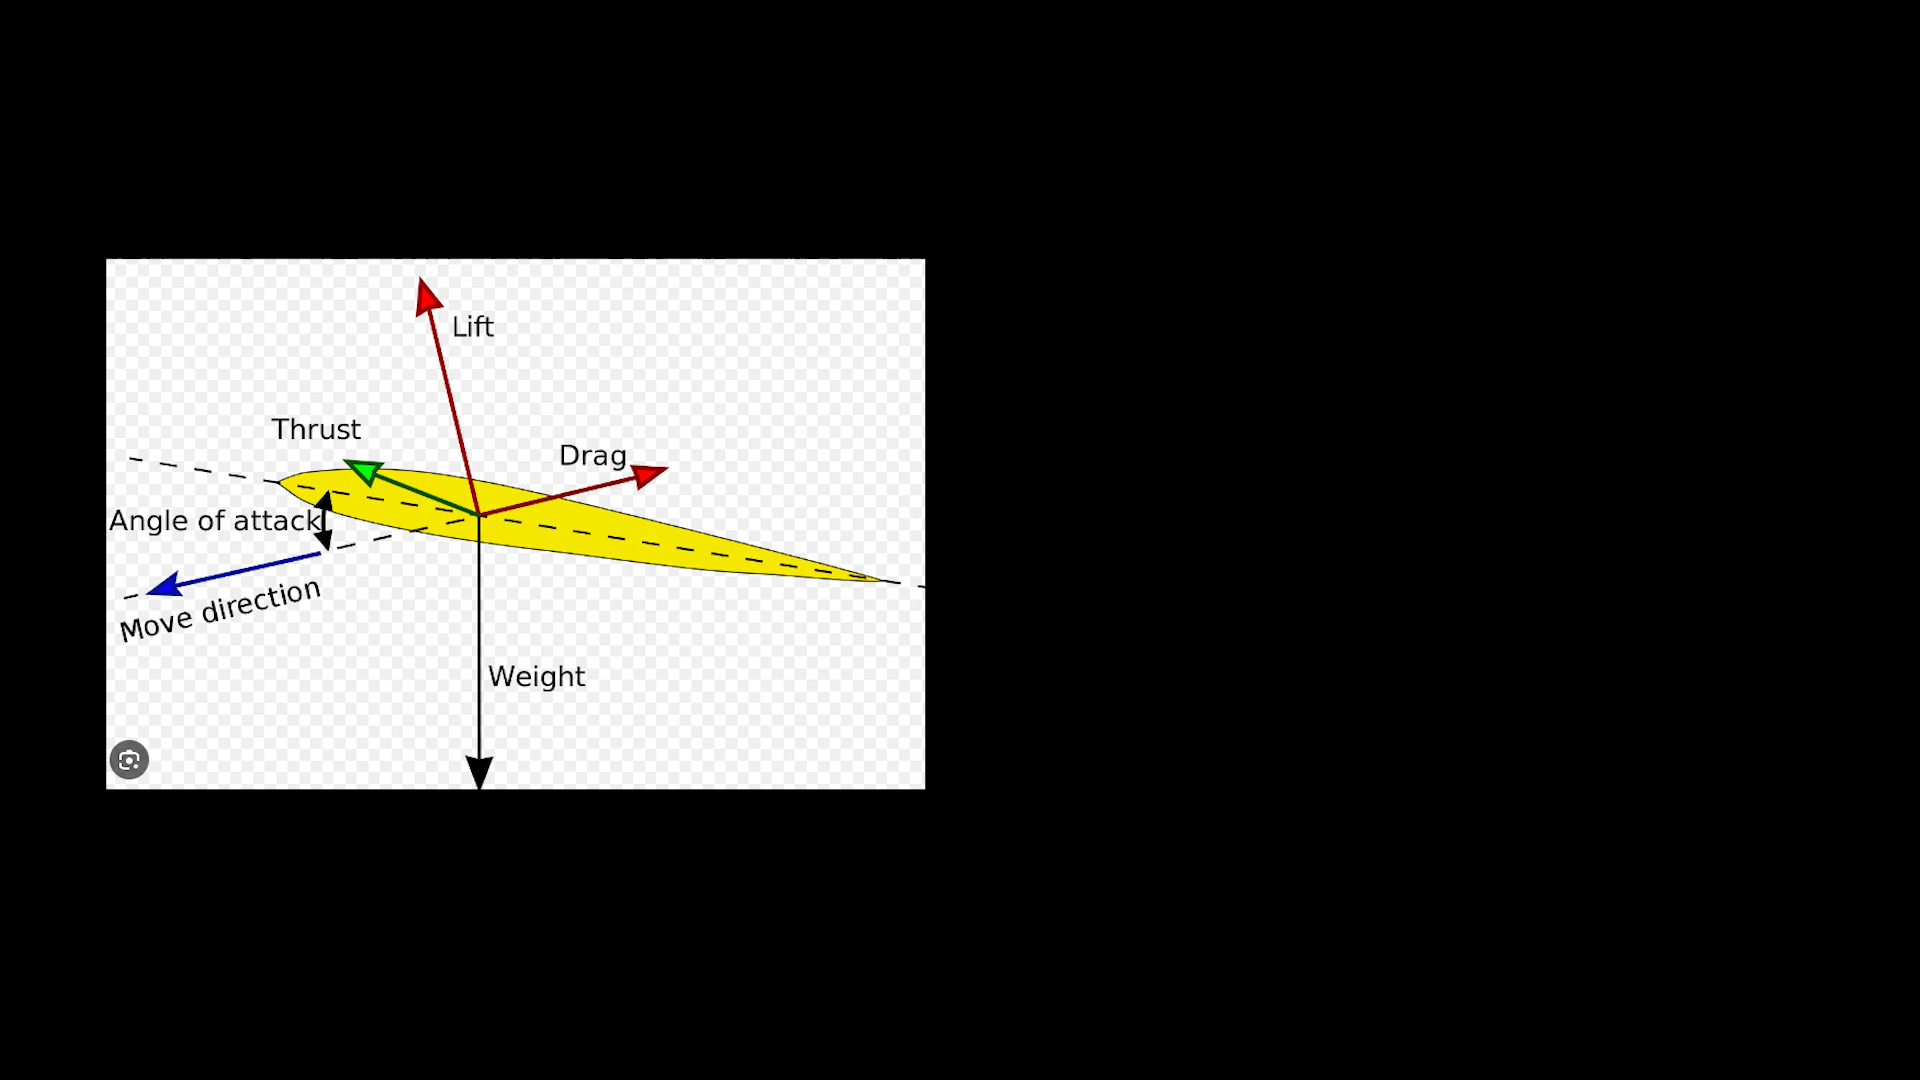 Lift
Thrust
Drag
Angle of attack
Move direction
Weight